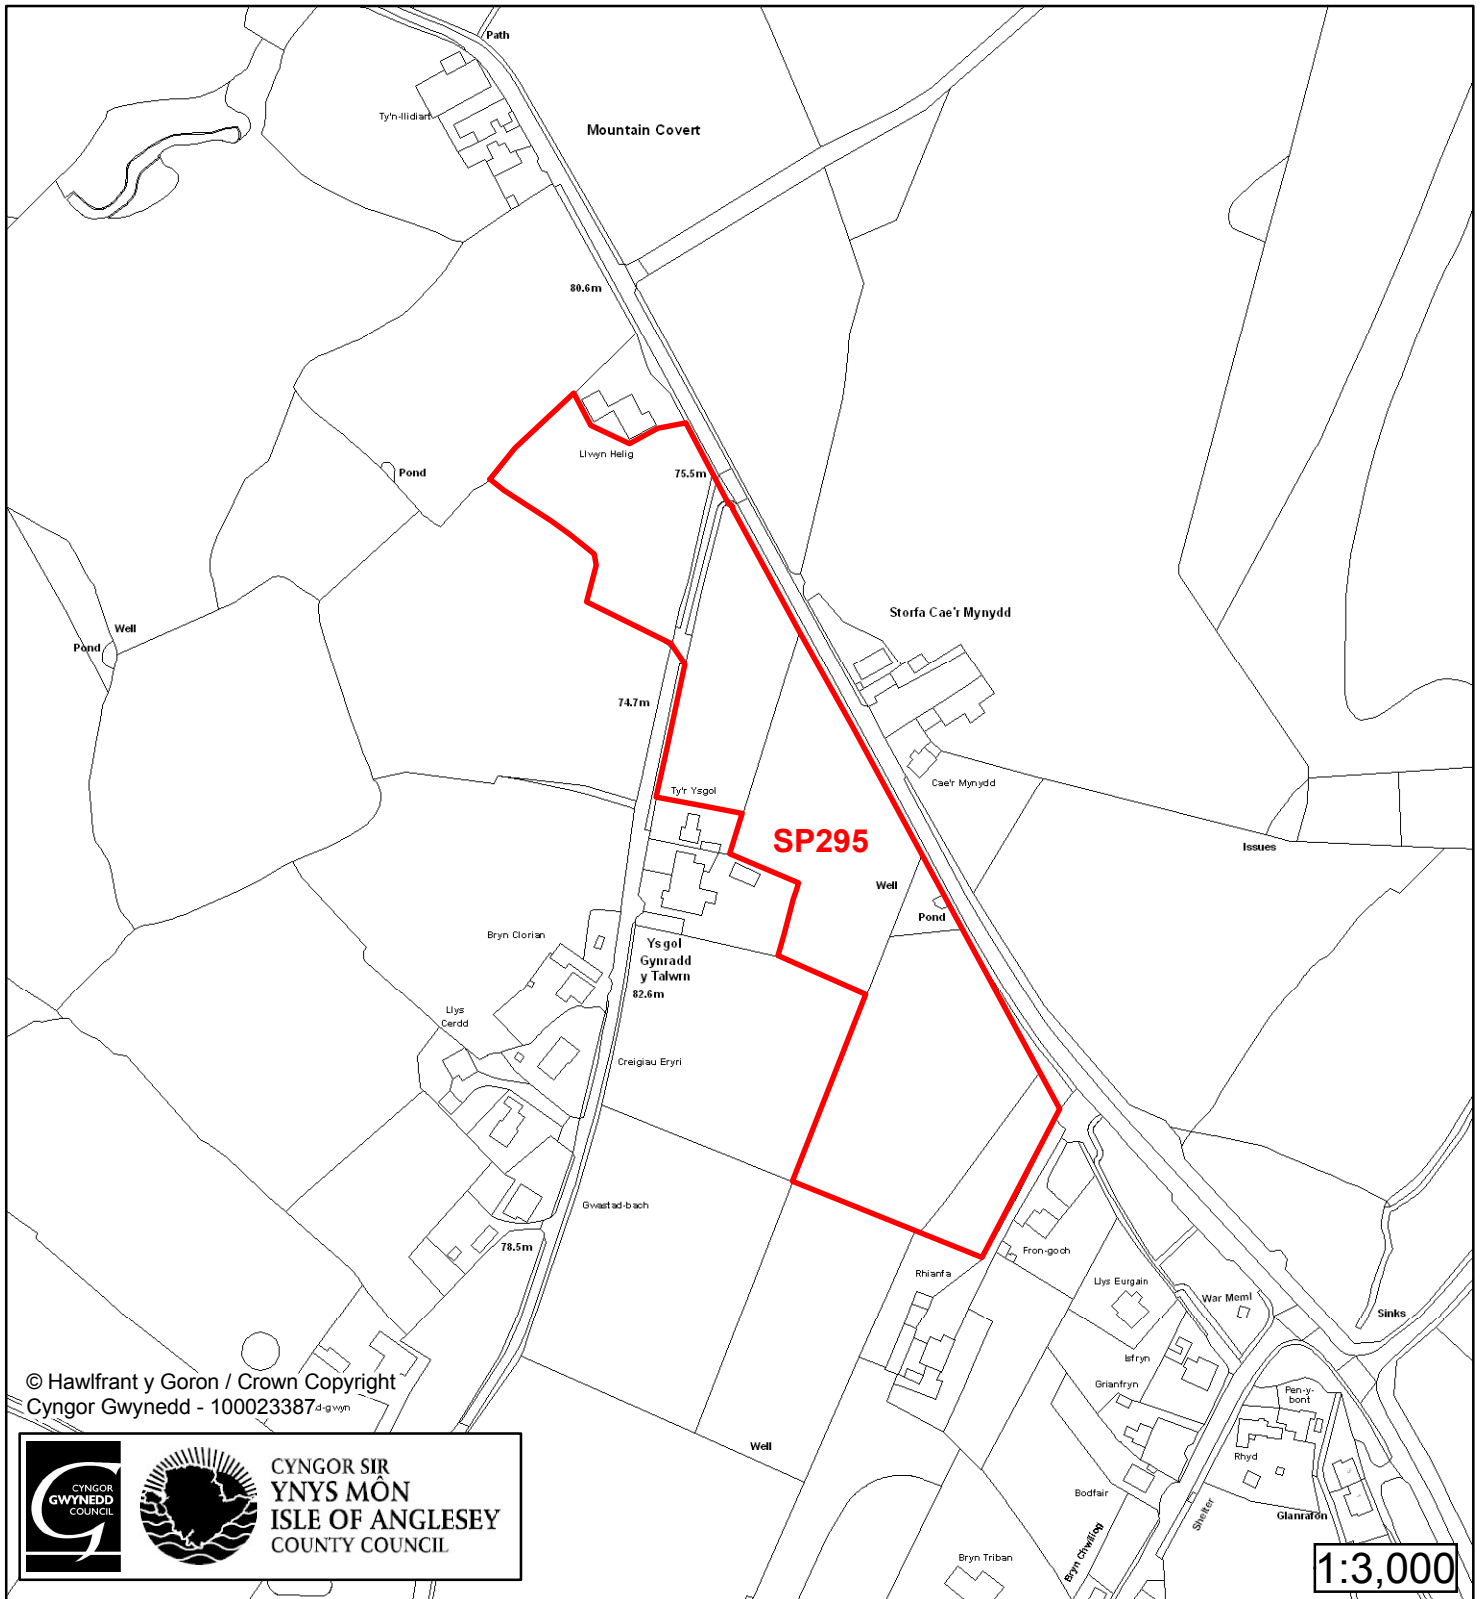 Path
Ty'n-llidiart
Mountain Covert
80.6m
Llwyn Helig
75.5m
Pond
Storfa Cae'r Mynydd
Well
Pond
74.7m
Ty'r Ysgol
Cae'r Mynydd
SP295
Issues
Well
Pond
Bryn Clorian
Ysgol
Gynradd
y Talwrn
82.6m
Llys
Cerdd
Creigiau Eryri
Gwastad-bach
78.5m
Fron-goch
Rhianfa
Llys Eurgain
War Meml
Sinks
Isfryn
Grianfryn
Pen-y-
bont
© Hawlfraint y Goron / Crown Copyright
Cyngor Gwynedd - 100023387
d-gwyn
Well
Rhyd
Bodfair
Shelter
Glanrafon
Bryn Chwilog
Bryn Triban
CYNGOR
GWYNEDD
COUNCIL
CYNGOR SIR
YNYS MÔN
ISLE OF ANGLESEY
COUNTY COUNCIL
1:3,000